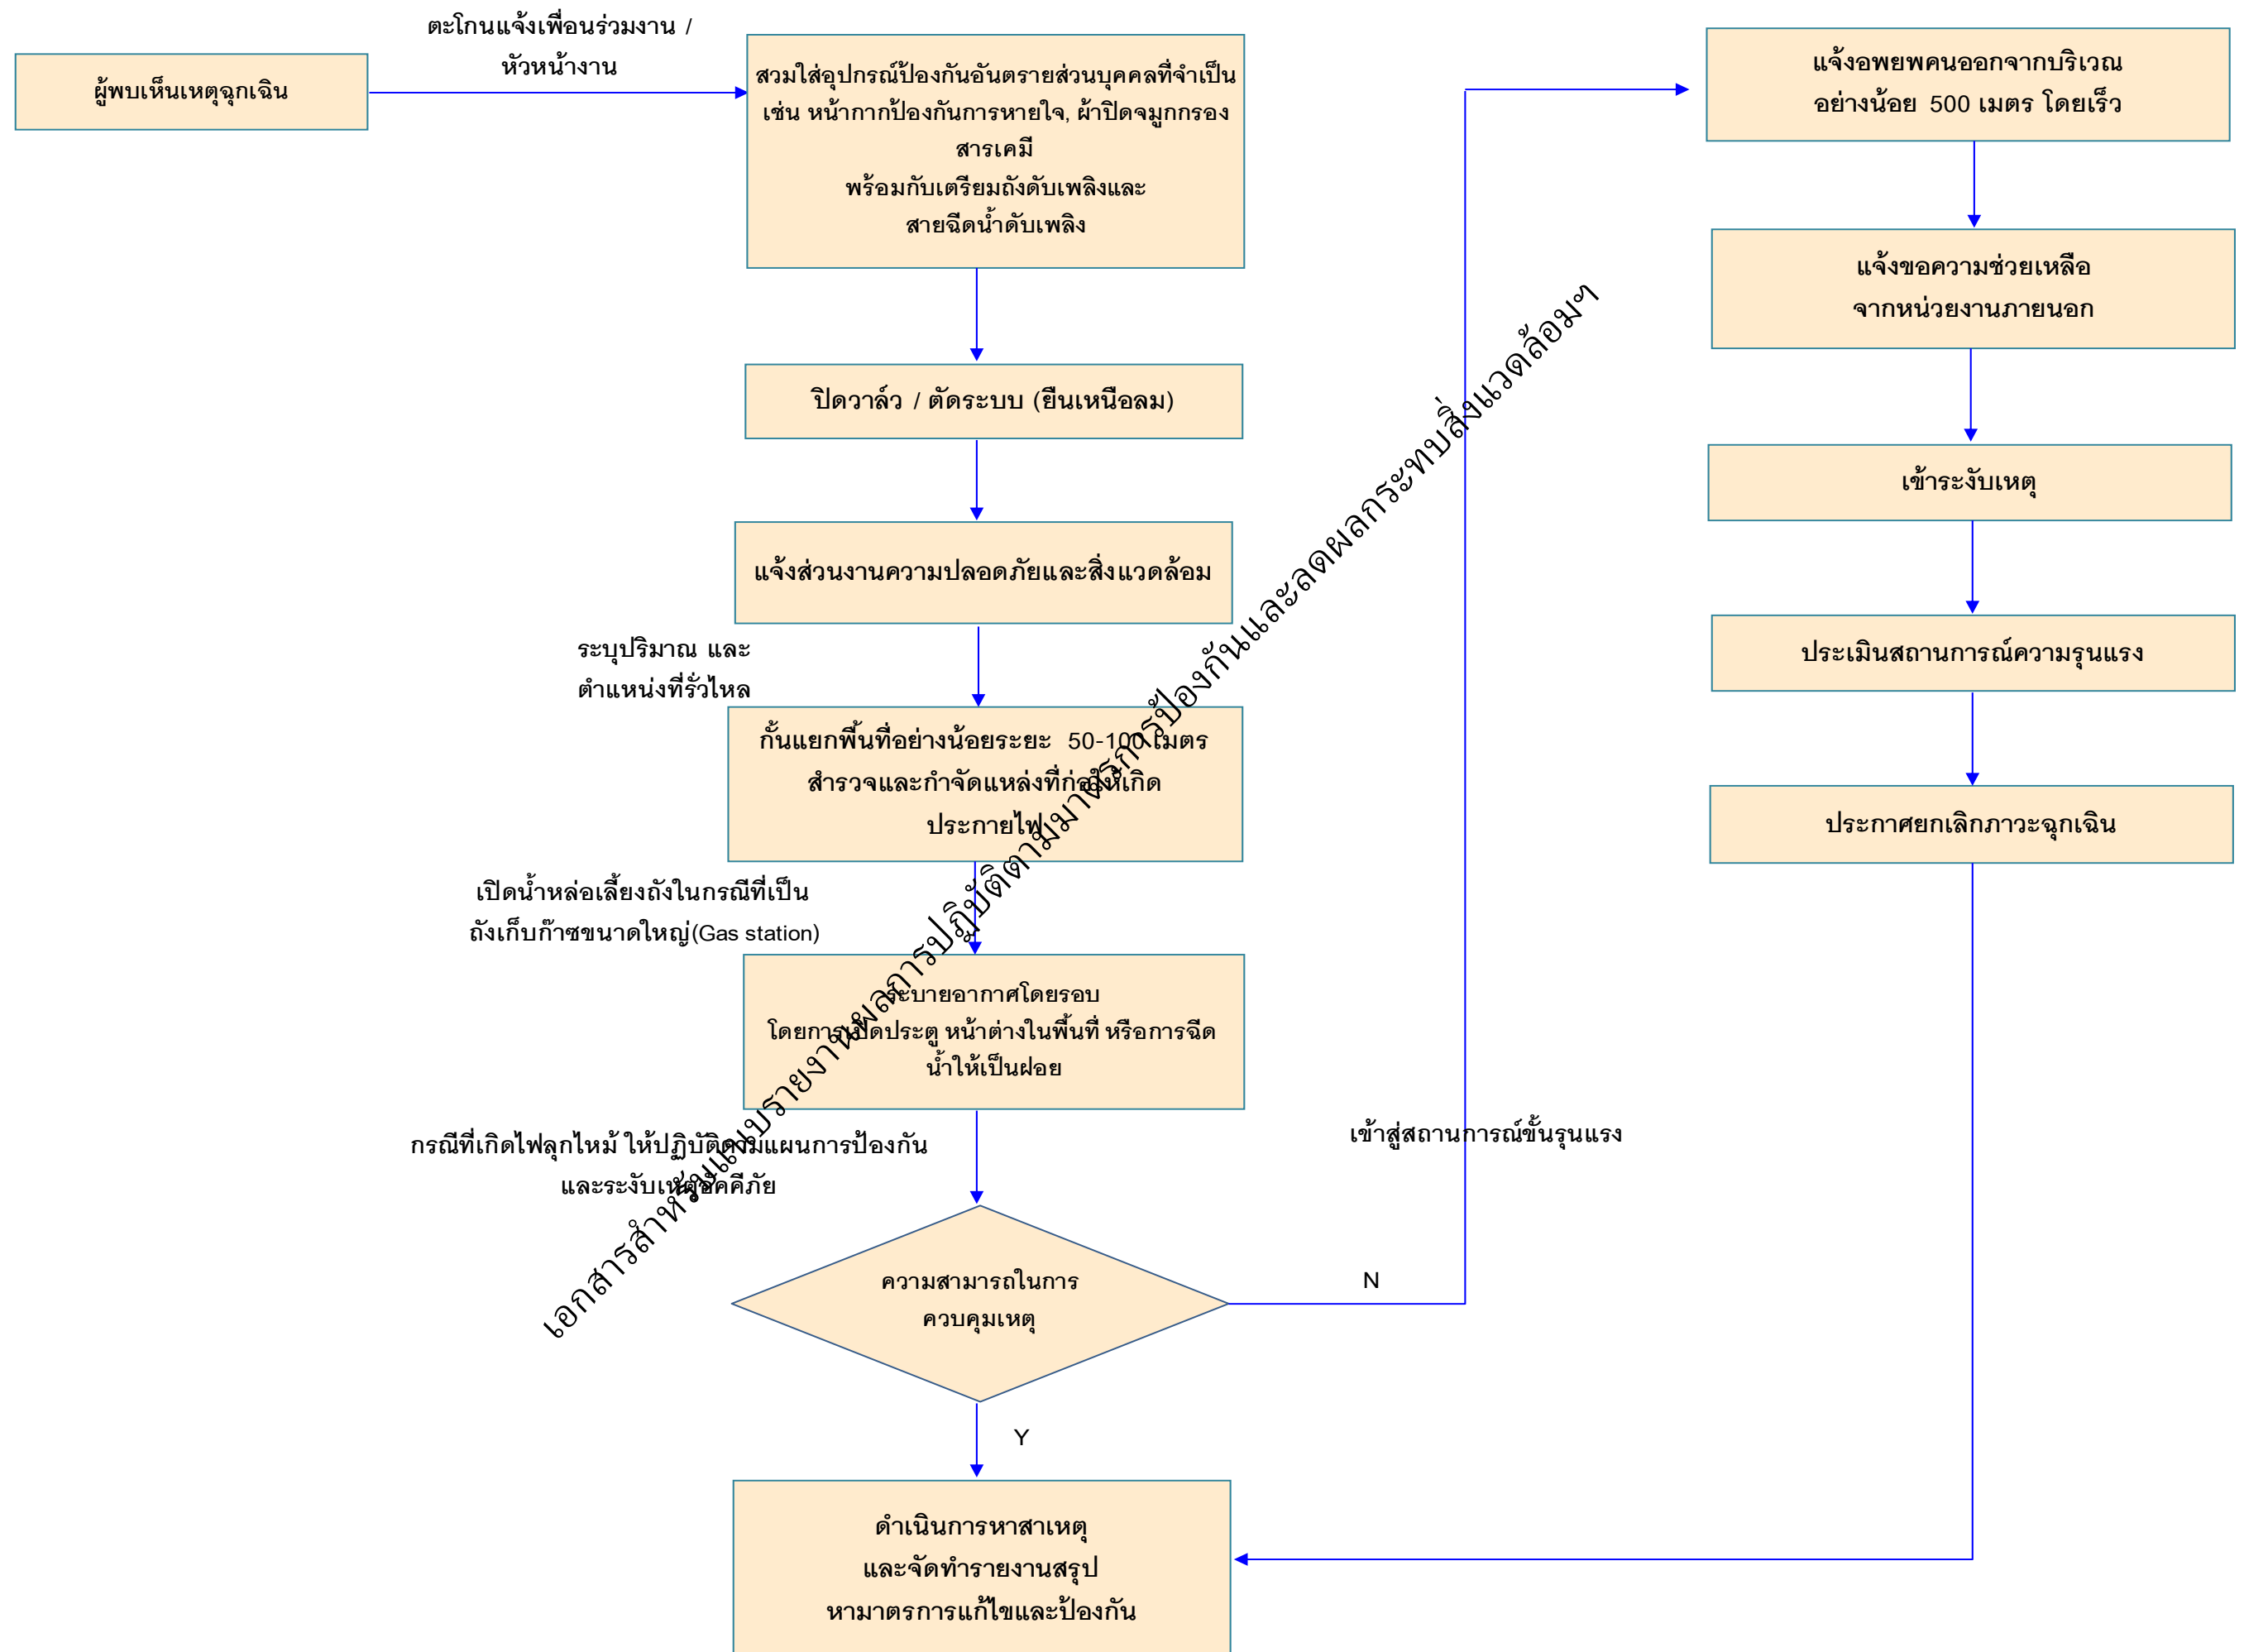 ผู้พบเห็นเหตุฉุกเฉิน
ตะโกนแจ้งเพื่อนร่วมงาน /
หัวหน้างาน
สวมใส่อุปกรณ์ป้องกันอันตรายส่วนบุคคลที่จำเป็น
เช่น หน้ากากป้องกันการหายใจ, ผ้าปิดจมูกกรอง
สารเคมี
พร้อมกับเตรียมถังดับเพลิงและ
สายฉีดน้ำดับเพลิง
ปิดวาล์ว / ตัดระบบ (ยืนเหนือลม)
แจ้งส่วนงานความปลอดภัยและสิ่งแวดล้อม
ระบุปริมาณ และ
ตำแหน่งที่รั่วไหล
กั้นแยกพื้นที่อย่างน้อยระยะ 50-100 เมตร
สำรวจและกำจัดแหล่งที่ก่อให้เกิด
ประกายไฟ
เปิดน้ำหล่อเลี้ยงถังในกรณีที่เป็น
ถังเก็บก๊าซขนาดใหญ่(Gas station)
ระบายอากาศโดยรอบ
โดยการเปิดประตู หน้าต่างในพื้นที่ หรือการฉีด
น้ำให้เป็นฝอย
กรณีที่เกิดไฟลุกไหม้ ให้ปฏิบัติตามแผนการป้องกัน
และระงับเหตุอัคคีภัย
ความสามารถในการ
ควบคุมเหตุ
N
Y
เข้าสู่สถานการณ์ขั้นรุนแรง
ดำเนินการหาสาเหตุ
และจัดทำรายงานสรุป
หามาตรการแก้ไขและป้องกัน
แจ้งอพยพคนออกจากบริเวณ
อย่างน้อย 500 เมตร โดยเร็ว
แจ้งขอความช่วยเหลือ
จากหน่วยงานภายนอก
เข้าระงับเหตุ
ประเมินสถานการณ์ความรุนแรง
ประกาศยกเลิกภาวะฉุกเฉิน
เอกสารสำหรับแนบรายงานผลการปฏิบัติตามมาตรการป้องกันและลดผลกระทบสิ่งแวดล้อมฯ